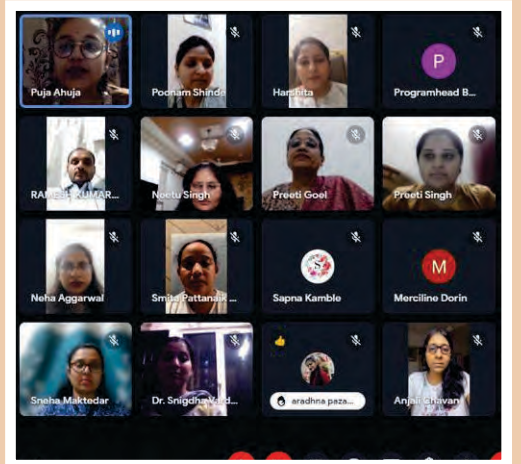 Puja Ahuja
Poonam Shinde
Harshita
P
Programhead B...
RAMESH KUMAR...
Neetu Singh
Preeti Goel
Preeti Singh
Neha Aggarwal
Smita Pattanaik ...
S
Sapna Kamble
M
Merciline Dorin
Sneha Maktedar
Dr. Snigdha Vard...
aradhna paza...
Anjali Chavan